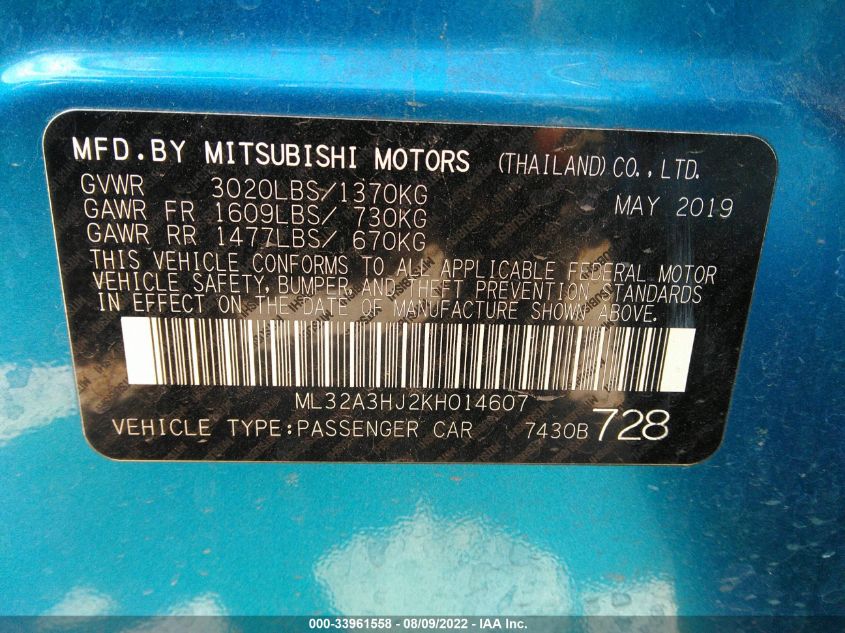 MFD.BY MITSUBISHI MOTORS (THAILAND)CO.,LTD.
GVWR 3020LBS/1370KG MAY 2019
GAWR FR 1609LBS/ 730KG
GAWR RR 1477LBS/ 670KG
THIS VEHICLE CONFORMS TO ALL APPLICABLE FEDERAL MOTOR
VEHICLE SAFETY, BUMPER, AND THEFT PREVENTION STANDARDS
IN EFFECT ON THE DATE OF MANUFACTURE SHOWN ABOVE.
ML32A3HJ2KH014607
VEHICLE TYPE:PASSENGER CAR 7430B 728
000-33961558 - 08/09/2022 - IAA Inc.